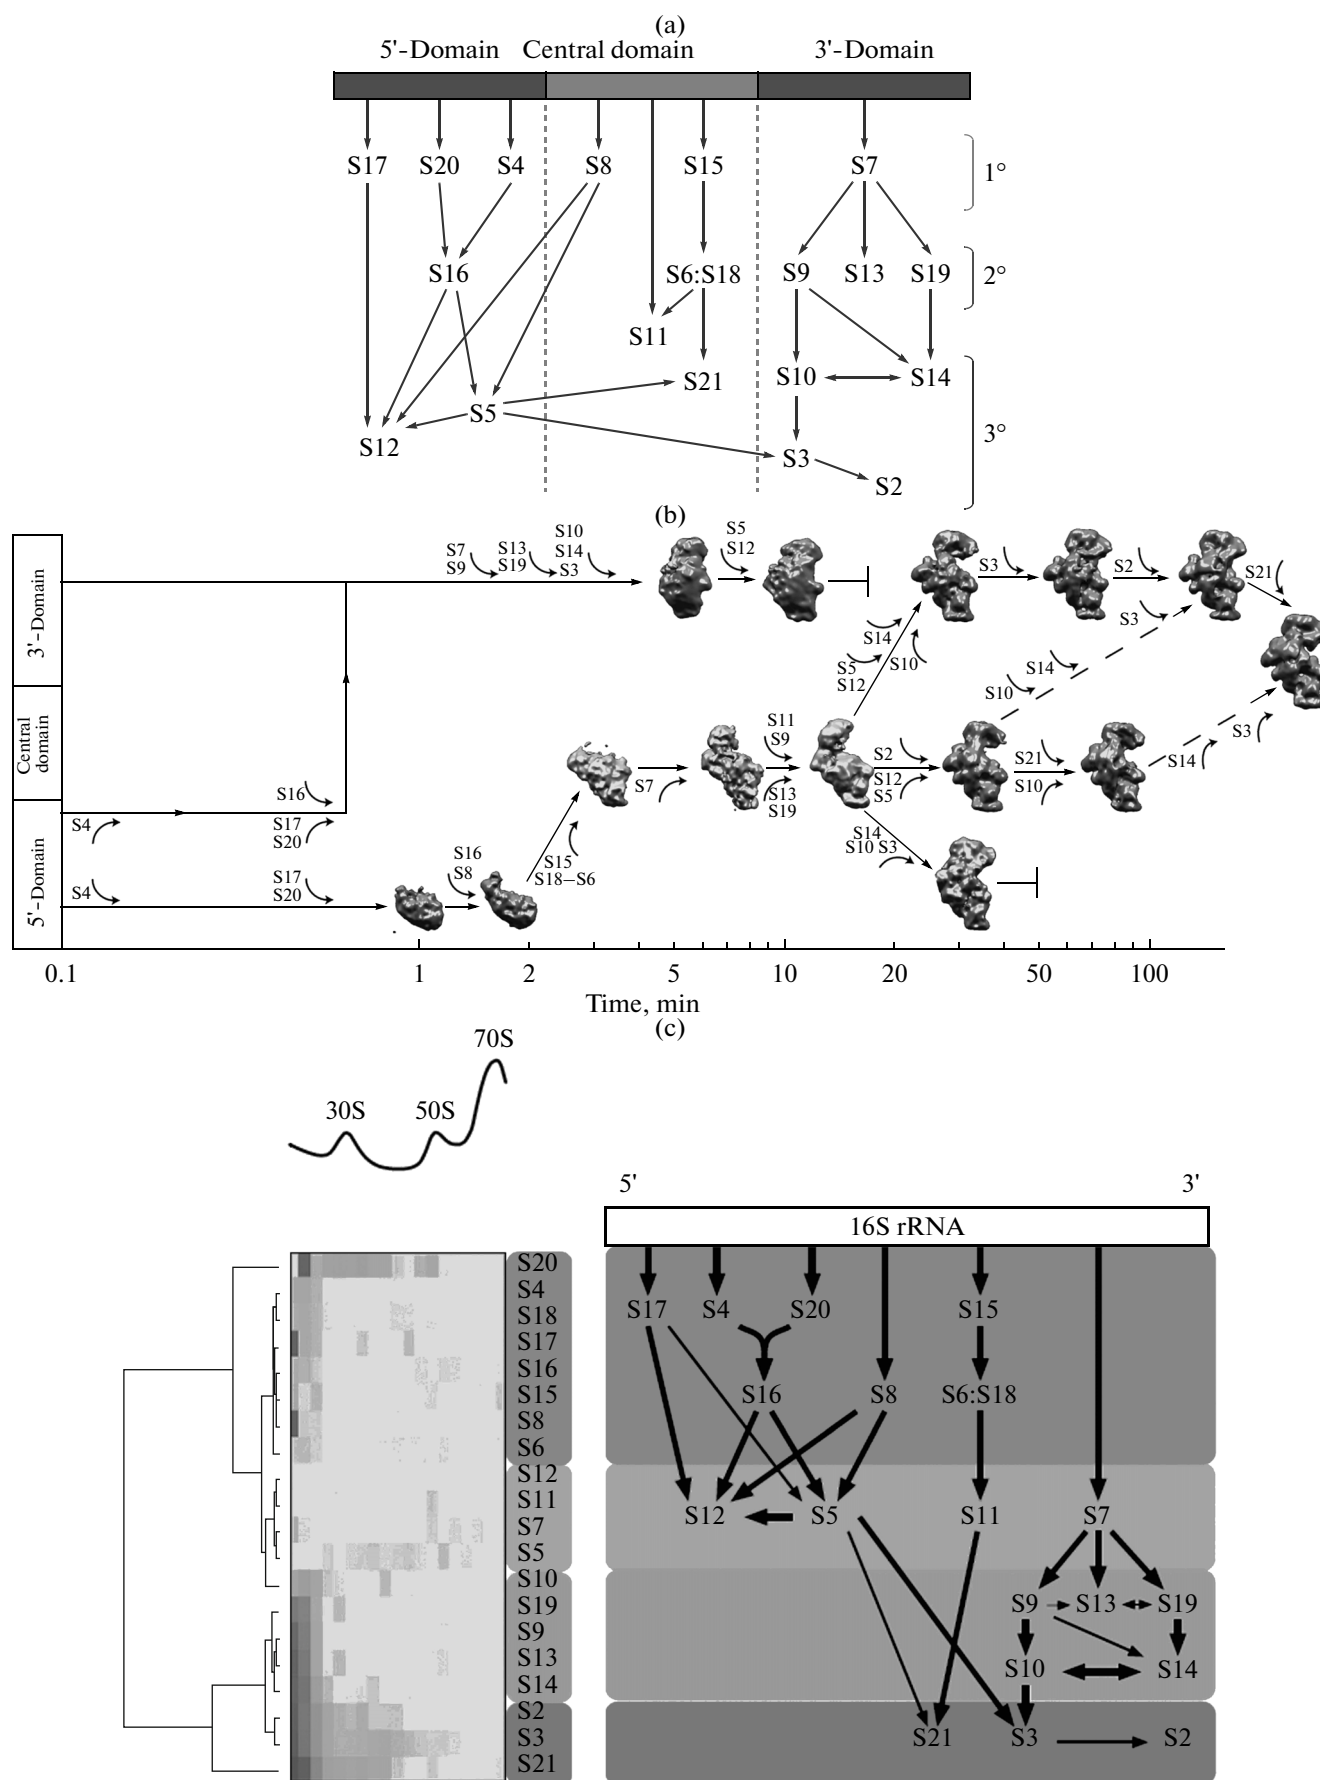 (a)
5'-Domain Central domain 3'-Domain
S17 S20 S4 S8 S15 S7 1°
S16 S6:S18 S9 S13 S19 2°
S11
S10 S14
S21
S5
S12 3°
S3
S2
(b)
3'-Domain
Central domain
5'-Domain
S7
S9
S13
S19
S10
S14
S3
S5
S12
S3
S2
S21
S14
S5
S12
S10
S3
S14
S10
S11
S9
S13
S19
S7
S2
S12
S5
S21
S10
S14
S3
S14
S10 S3
S16
S4
S17
S20
S16
S8
S15
S18–S6
S4
S17
S20
0.1 1 2 5 10 20 50 100
Time, min
(c)
70S
30S 50S
5' 3'
16S rRNA
S20
S4
S18
S17
S16
S15
S8
S6
S12
S11
S7
S5
S10
S19
S9
S13
S14
S2
S3
S21
S17 S4 S20 S15
S16 S8 S6:S18
S12 S5 S11 S7
S9 S13 S19
S10 S14
S21 S3 S2